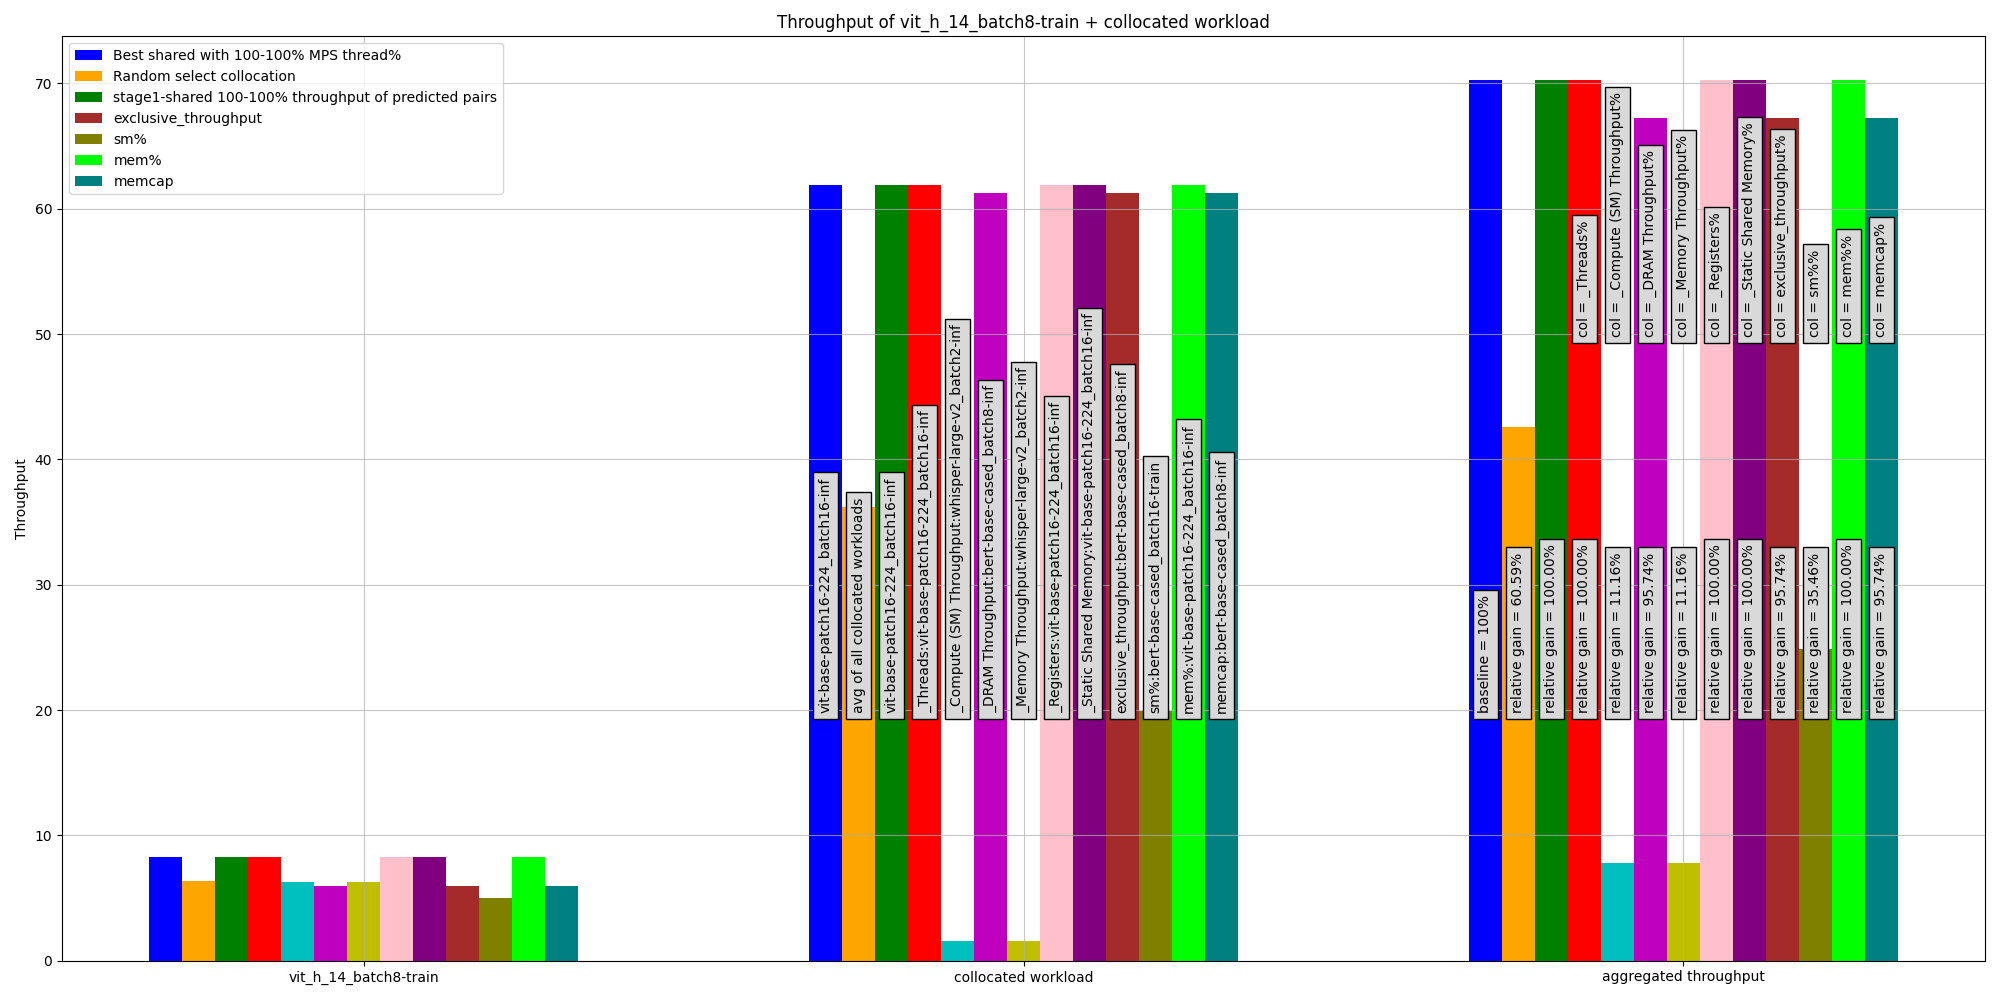 Throughput of vit_h_14_batch8-train + collocated workload
Best shared with 100-100% MPS thread%
Random select collocation
stage1-shared 100-100% throughput of predicted pairs
exclusive_throughput
sm%
mem%
memcap
Throughput
70
60
50
40
30
20
10
0
vit-base-patch16-224_batch16-inf
avg of all collocated workloads
vit-base-patch16-224_batch16-inf
_Threads:vit-base-patch16-224_batch16-inf
_Compute (SM) Throughput:whisper-large-v2_batch2-inf
_DRAM Throughput:bert-base-cased_batch8-inf
_Memory Throughput:whisper-large-v2_batch2-inf
_Registers:vit-base-patch16-224_batch16-inf
_Static Shared Memory:vit-base-patch16-224_batch16-inf
exclusive_throughput:bert-base-cased_batch8-inf
sm%:bert-base-cased_batch16-train
mem%:vit-base-patch16-224_batch16-inf
memcap:bert-base-cased_batch8-inf
col = _Threads%
col = _Compute (SM) Throughput%
col = _DRAM Throughput%
col = _Memory Throughput%
col = _Registers%
col = _Static Shared Memory%
col = exclusive_throughput%
col = sm%%
col = mem%%
col = memcap%
baseline = 100%
relative gain = 60.59%
relative gain = 100.00%
relative gain = 100.00%
relative gain = 11.16%
relative gain = 95.74%
relative gain = 11.16%
relative gain = 100.00%
relative gain = 100.00%
relative gain = 95.74%
relative gain = 35.46%
relative gain = 100.00%
relative gain = 95.74%
vit_h_14_batch8-train
collocated workload
aggregated throughput